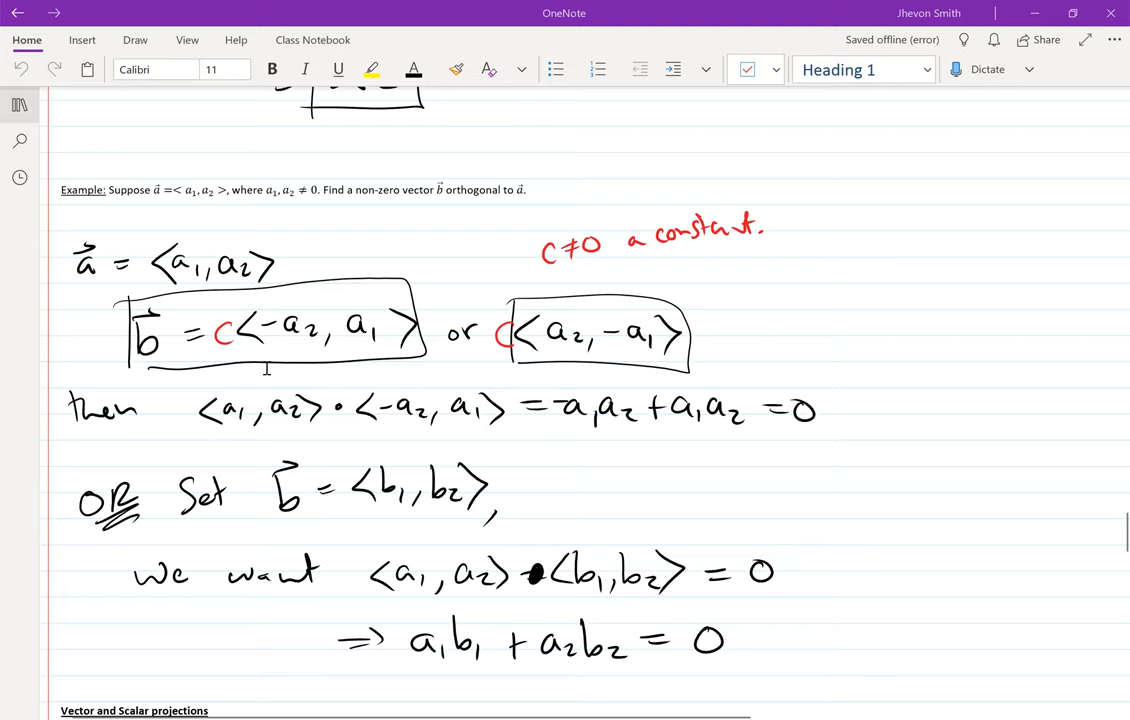 OneNote
Jhevon Smith
Home Insert Draw View Help Class Notebook
Saved offline (error)
Share
Calibri 11 B I U A Heading 1 Dictate
Example: Suppose a⃗ =< a₁, a₂ >, where a₁, a₂ ≠ 0. Find a non-zero vector b⃗ orthogonal to a⃗.
C≠0 a constant.
a⃗ = <a₁, a₂>
b⃗ = C<-a₂, a₁> or C<a₂, -a₁>
then <a₁, a₂> • <-a₂, a₁> = -a₁a₂ + a₁a₂ = 0
OR Set b⃗ = <b₁, b₂>,
We want <a₁, a₂> • <b₁, b₂> = 0
⇒ a₁b₁ + a₂b₂ = 0
Vector and Scalar projections